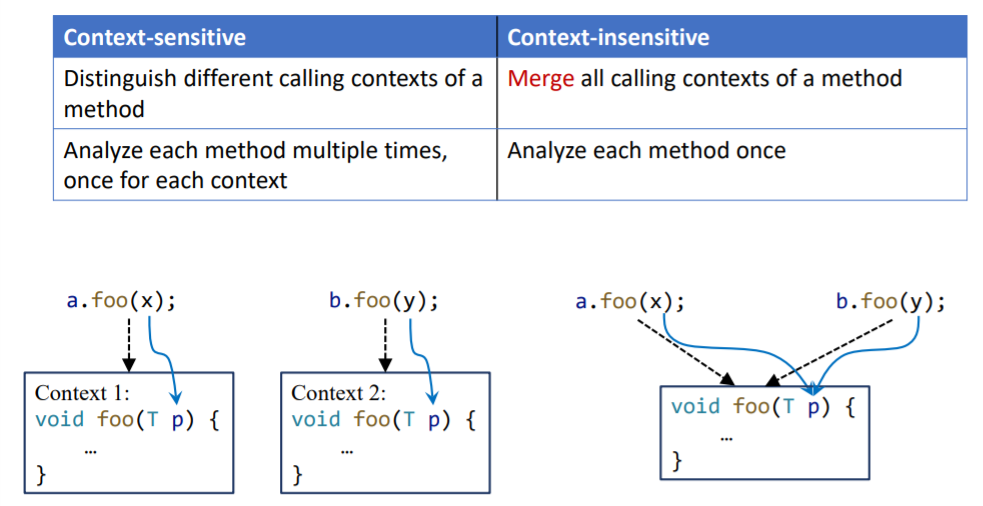 Context-sensitive
Context-insensitive
Distinguish different calling contexts of a
method
Merge all calling contexts of a method
Analyze each method multiple times,
once for each context
Analyze each method once
a.foo(x);
b.foo(y);
a.foo(x);
b.foo(y);
Context 1:
void foo(T p) {
…
}
Context 2:
void foo(T p) {
…
}
void foo(T p) {
…
}